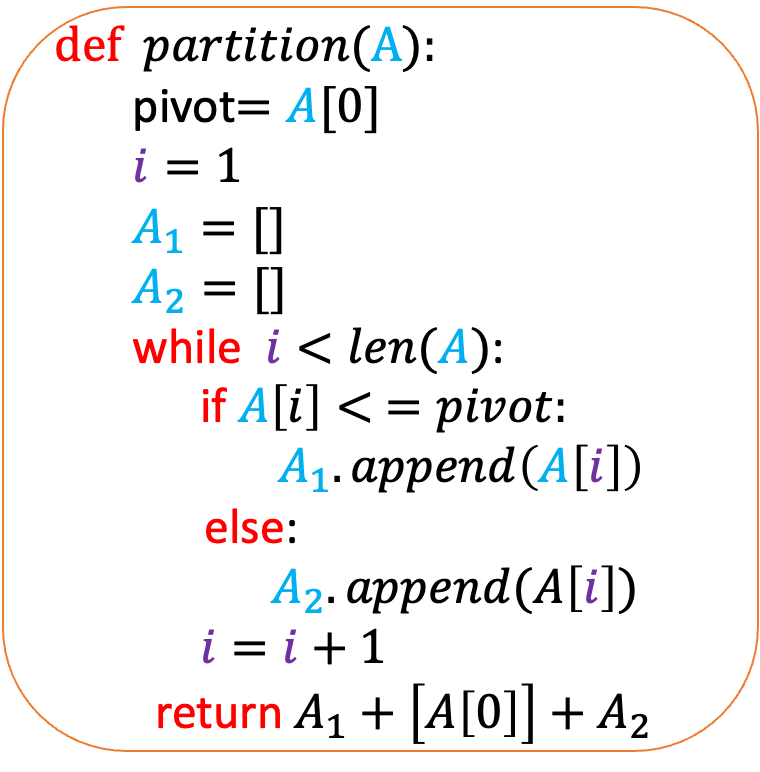 def partition(A):
pivot= A[0]
i = 1
A₁ = []
A₂ = []
while i < len(A):
if A[i] < = pivot:
A₁.append(A[i])
else:
A₂.append(A[i])
i = i + 1
return A₁ + [A[0]] + A₂